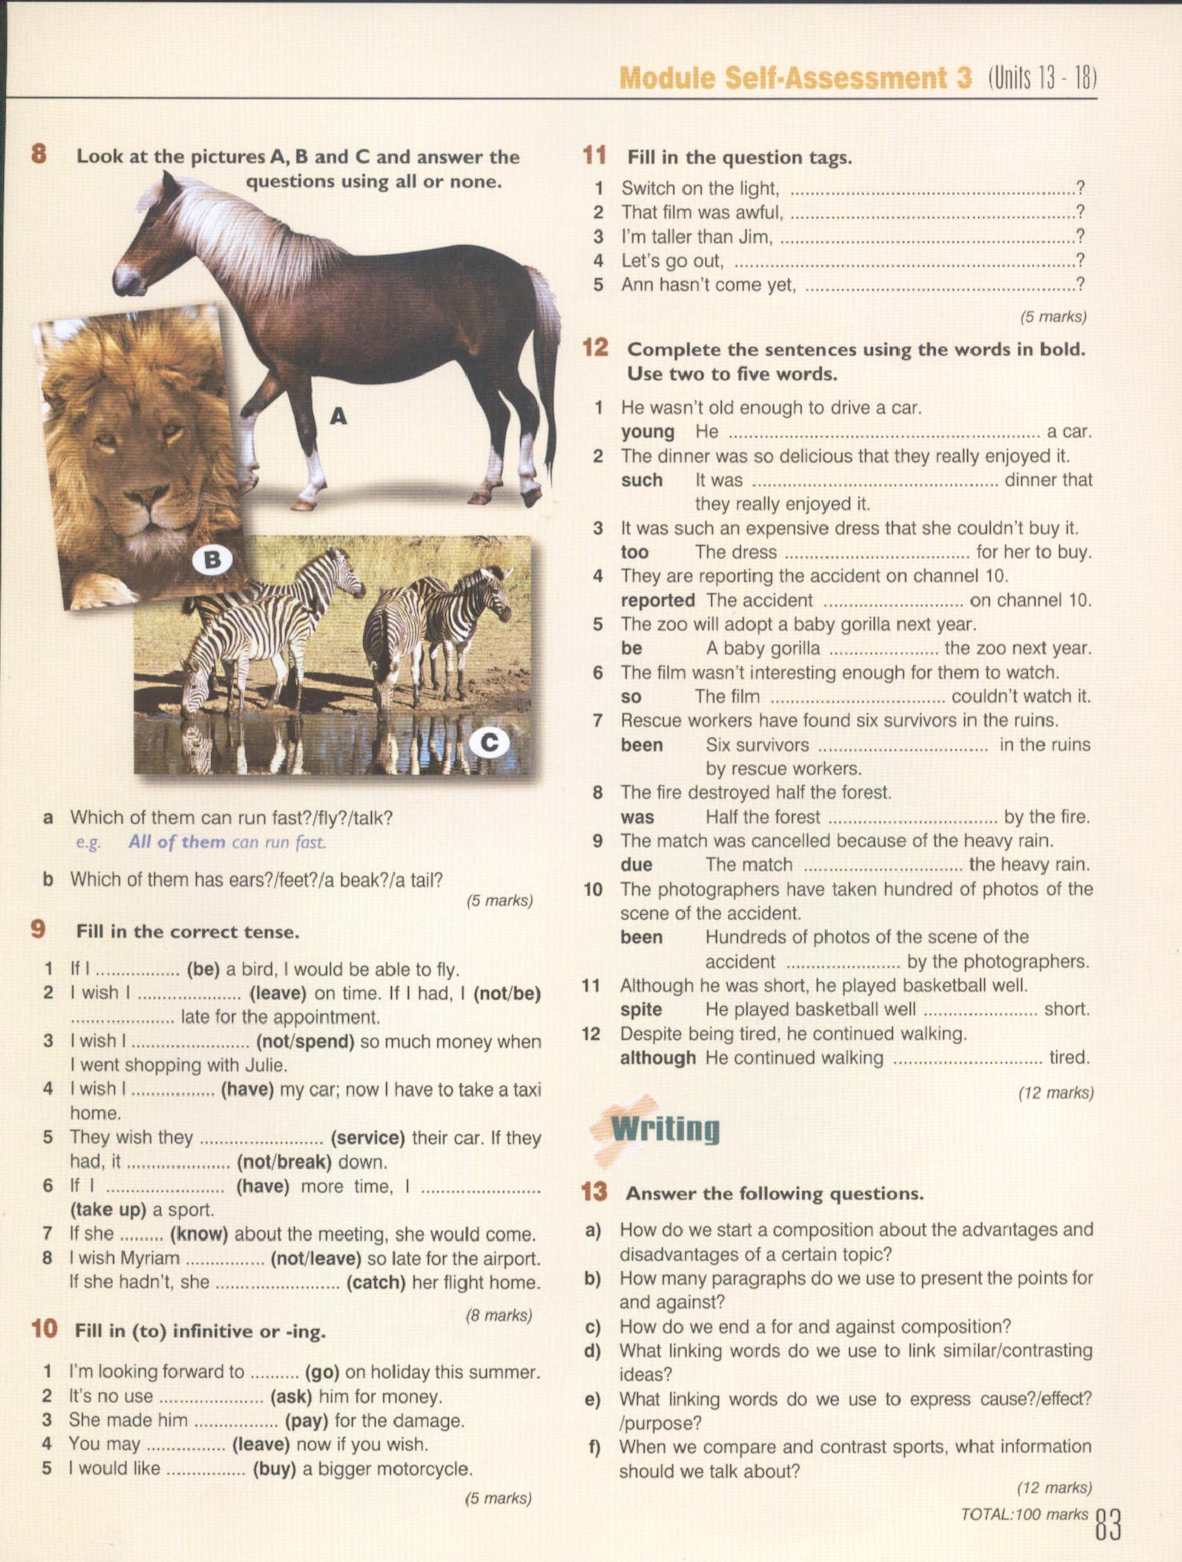 Module Self-Assessment 3 (Units 13 - 18)
8 Look at the pictures A, B and C and answer the
questions using all or none.
A
B
C
a Which of them can run fast?/fly?/talk?
e.g. All of them can run fast.
b Which of them has ears?/feet?/a beak?/a tail?
(5 marks)
9 Fill in the correct tense.
1 If I ................. (be) a bird, I would be able to fly.
2 I wish I ..................... (leave) on time. If I had, I (not/be)
..................... late for the appointment.
3 I wish I ........................ (not/spend) so much money when
I went shopping with Julie.
4 I wish I ................. (have) my car; now I have to take a taxi
home.
5 They wish they ......................... (service) their car. If they
had, it ..................... (not/break) down.
6 If I ........................ (have) more time, I ........................
(take up) a sport.
7 If she ......... (know) about the meeting, she would come.
8 I wish Myriam ................ (not/leave) so late for the airport.
If she hadn't, she ......................... (catch) her flight home.
(8 marks)
10 Fill in (to) infinitive or -ing.
1 I'm looking forward to .......... (go) on holiday this summer.
2 It's no use ..................... (ask) him for money.
3 She made him ................. (pay) for the damage.
4 You may ................ (leave) now if you wish.
5 I would like ................ (buy) a bigger motorcycle.
(5 marks)
11 Fill in the question tags.
1 Switch on the light, .........................................................?
2 That film was awful, .........................................................?
3 I'm taller than Jim, ...........................................................?
4 Let's go out, ....................................................................?
5 Ann hasn't come yet, ......................................................?
(5 marks)
12 Complete the sentences using the words in bold.
Use two to five words.
1 He wasn't old enough to drive a car.
young He .............................................................. a car.
2 The dinner was so delicious that they really enjoyed it.
such It was ................................................. dinner that
they really enjoyed it.
3 It was such an expensive dress that she couldn't buy it.
too The dress ..................................... for her to buy.
4 They are reporting the accident on channel 10.
reported The accident ............................ on channel 10.
5 The zoo will adopt a baby gorilla next year.
be A baby gorilla ...................... the zoo next year.
6 The film wasn't interesting enough for them to watch.
so The film ................................... couldn't watch it.
7 Rescue workers have found six survivors in the ruins.
been Six survivors .................................. in the ruins
by rescue workers.
8 The fire destroyed half the forest.
was Half the forest .................................. by the fire.
9 The match was cancelled because of the heavy rain.
due The match ................................ the heavy rain.
10 The photographers have taken hundred of photos of the
scene of the accident.
been Hundreds of photos of the scene of the
accident ....................... by the photographers.
11 Although he was short, he played basketball well.
spite He played basketball well ....................... short.
12 Despite being tired, he continued walking.
although He continued walking .............................. tired.
(12 marks)
Writing
13 Answer the following questions.
a) How do we start a composition about the advantages and
disadvantages of a certain topic?
b) How many paragraphs do we use to present the points for
and against?
c) How do we end a for and against composition?
d) What linking words do we use to link similar/contrasting
ideas?
e) What linking words do we use to express cause?/effect?
/purpose?
f) When we compare and contrast sports, what information
should we talk about?
(12 marks)
TOTAL:100 marks 83